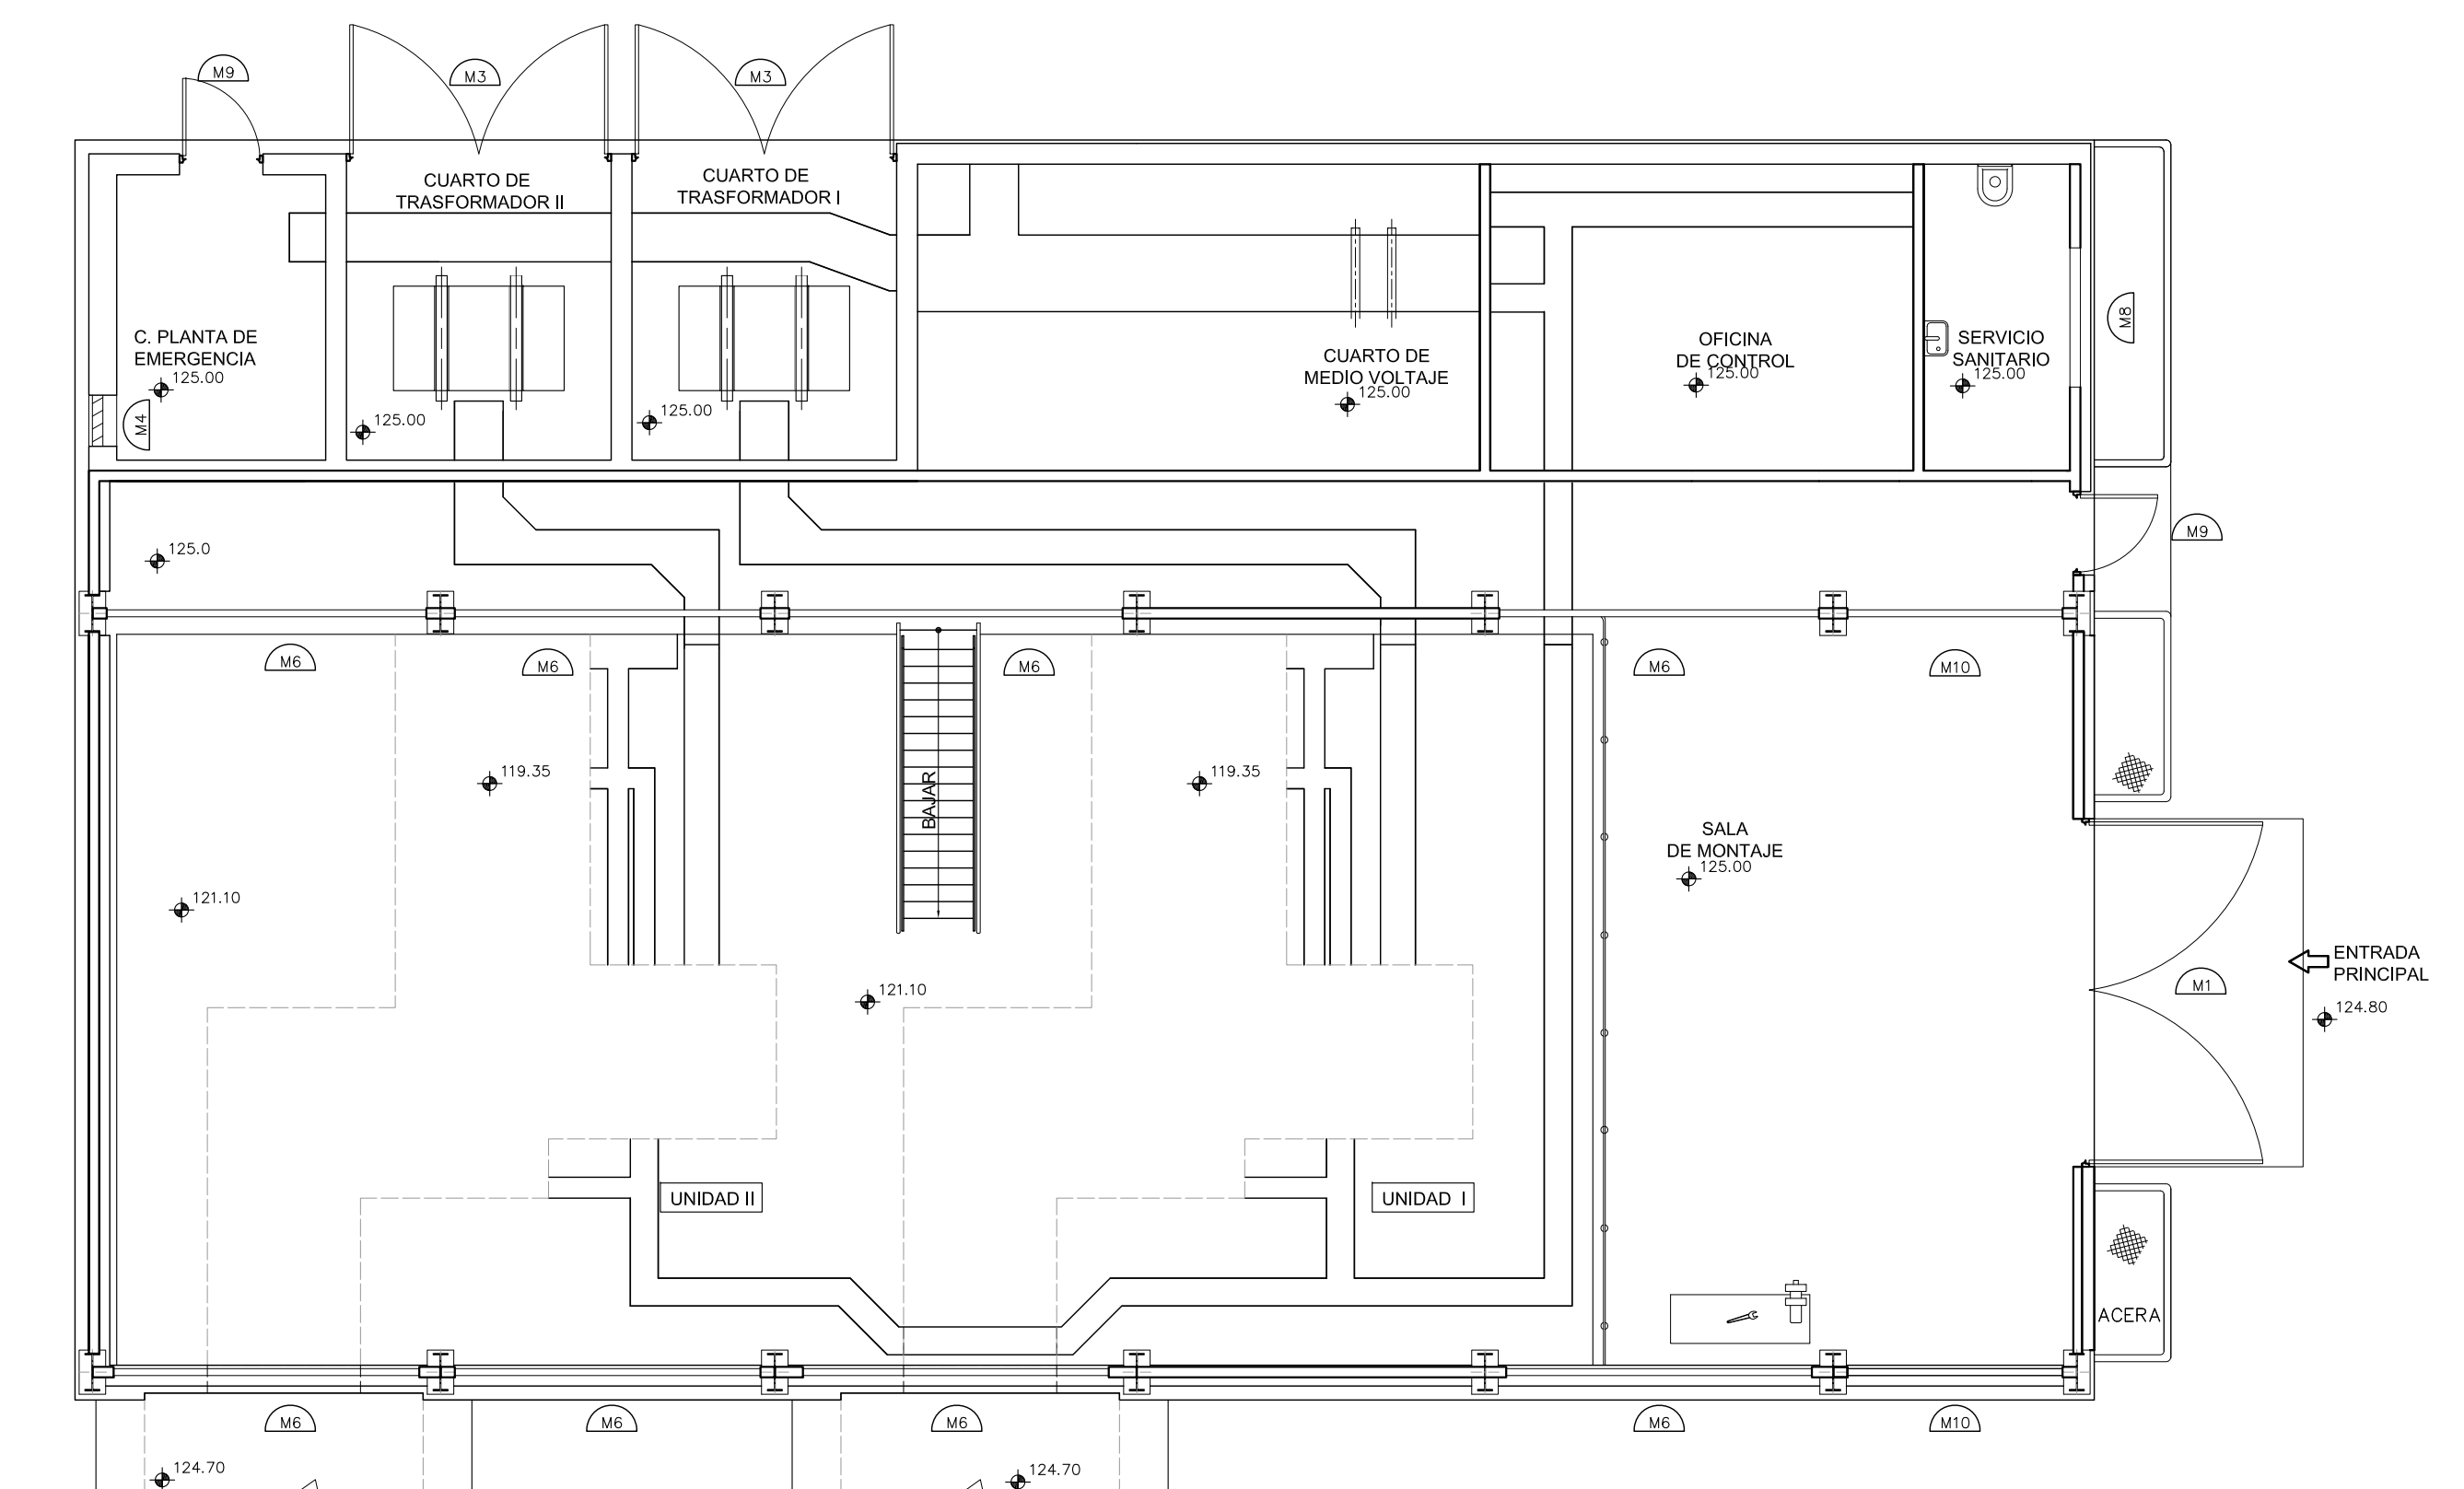 M9
M3
M3
CUARTO DE
TRASFORMADOR II
CUARTO DE
TRASFORMADOR I
C. PLANTA DE
EMERGENCIA
125.00
M4
125.00
125.00
CUARTO DE
MEDIO VOLTAJE
125.00
OFICINA
DE CONTROL
125.00
SERVICIO
SANITARIO
125.00
M8
M9
125.0
M6
M6
M6
M6
M10
119.35
BAJAR
119.35
121.10
121.10
SALA
DE MONTAJE
125.00
ENTRADA
PRINCIPAL
M1
124.80
UNIDAD II
UNIDAD I
ACERA
M6
M6
M6
M6
M10
124.70
124.70